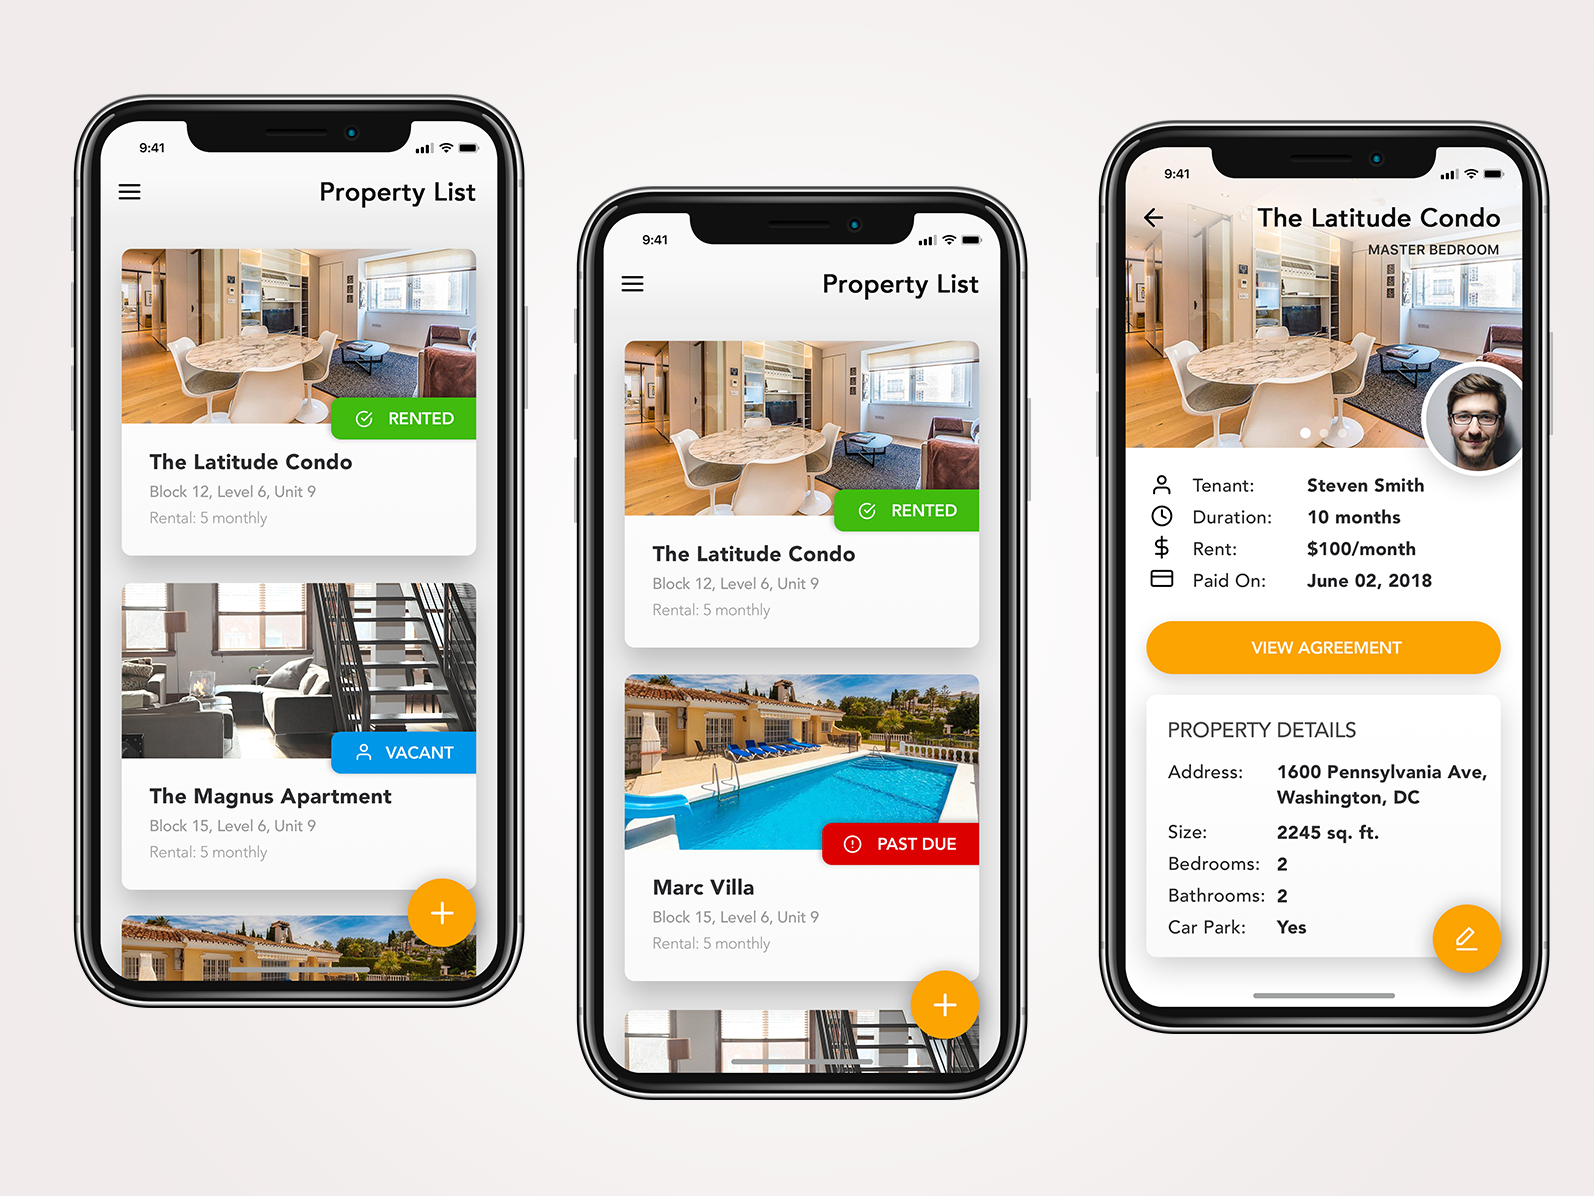 9:41
Property List
RENTED
The Latitude Condo
Block 12, Level 6, Unit 9
Rental: 5 monthly
VACANT
The Magnus Apartment
Block 15, Level 6, Unit 9
Rental: 5 monthly
9:41
Property List
RENTED
The Latitude Condo
Block 12, Level 6, Unit 9
Rental: 5 monthly
PAST DUE
Marc Villa
Block 15, Level 6, Unit 9
Rental: 5 monthly
9:41
The Latitude Condo
MASTER BEDROOM
Tenant: Steven Smith
Duration: 10 months
Rent: $100/month
Paid On: June 02, 2018
VIEW AGREEMENT
PROPERTY DETAILS
Address: 1600 Pennsylvania Ave,
Washington, DC
Size: 2245 sq. ft.
Bedrooms: 2
Bathrooms: 2
Car Park: Yes